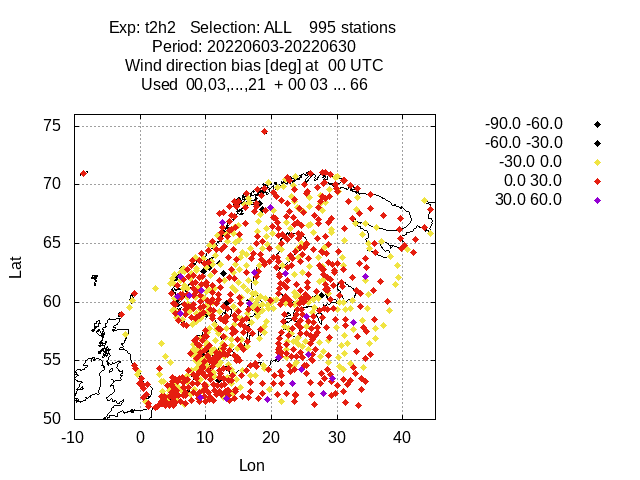 Exp: t2h2   Selection: ALL    995 stations
Period: 20220603-20220630
Wind direction bias [deg] at  00 UTC
Used  00,03,...,21  + 00 03 ... 66
-90.0 -60.0
-60.0 -30.0
-30.0 0.0
0.0 30.0
30.0 60.0
75
70
65
60
55
50
Lat
-10 0 10 20 30 40
Lon